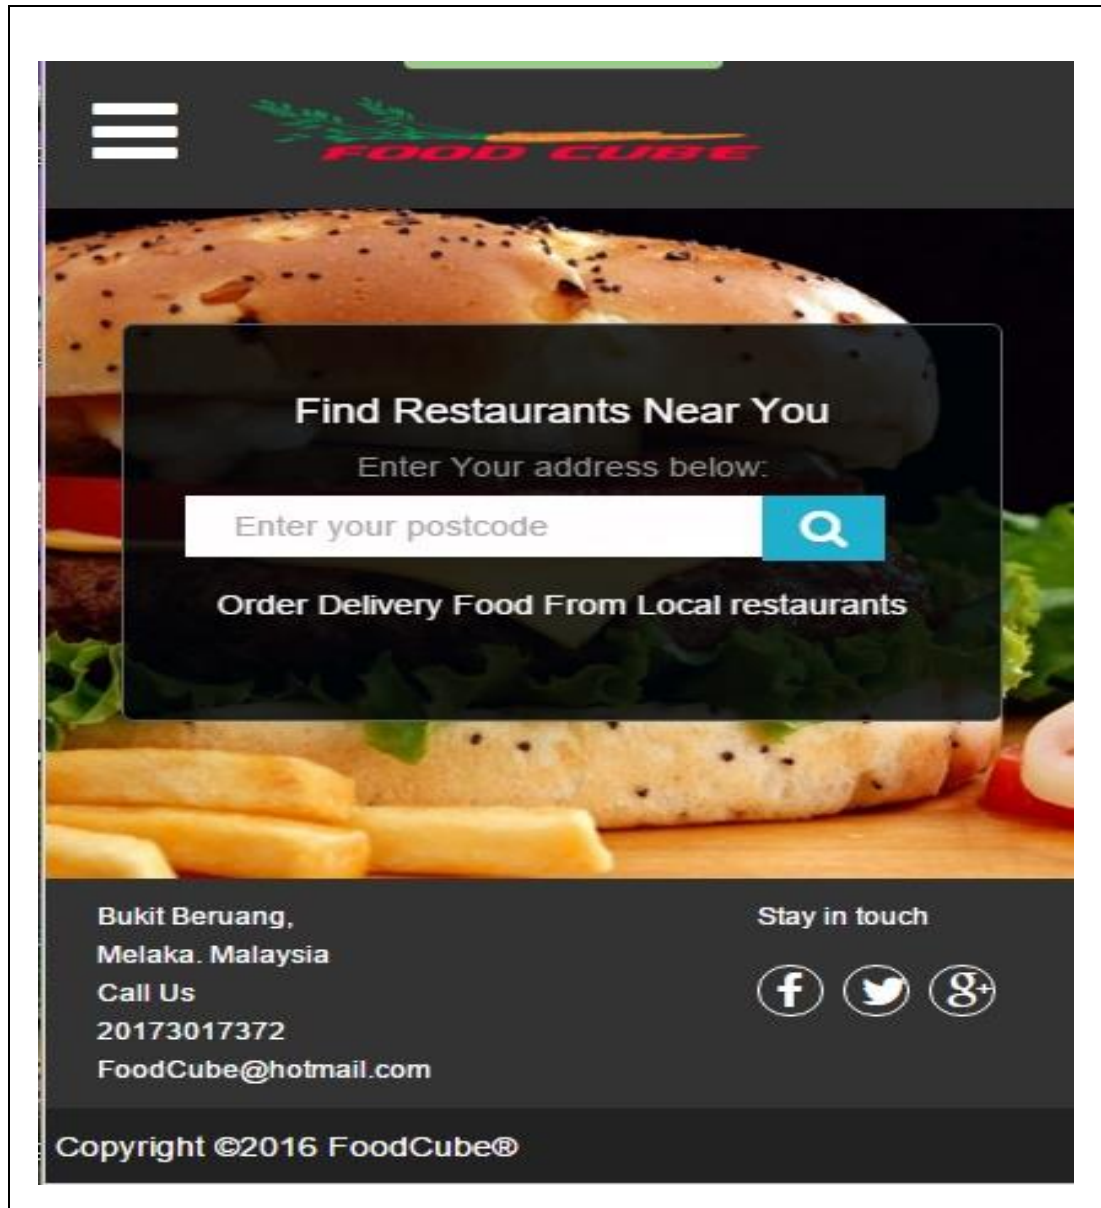 FOOD CUBE
Find Restaurants Near You
Enter Your address below:
Enter your postcode
Order Delivery Food From Local restaurants
Bukit Beruang,
Melaka. Malaysia
Call Us
20173017372
FoodCube@hotmail.com
Stay in touch
f
g+
Copyright ©2016 FoodCube®